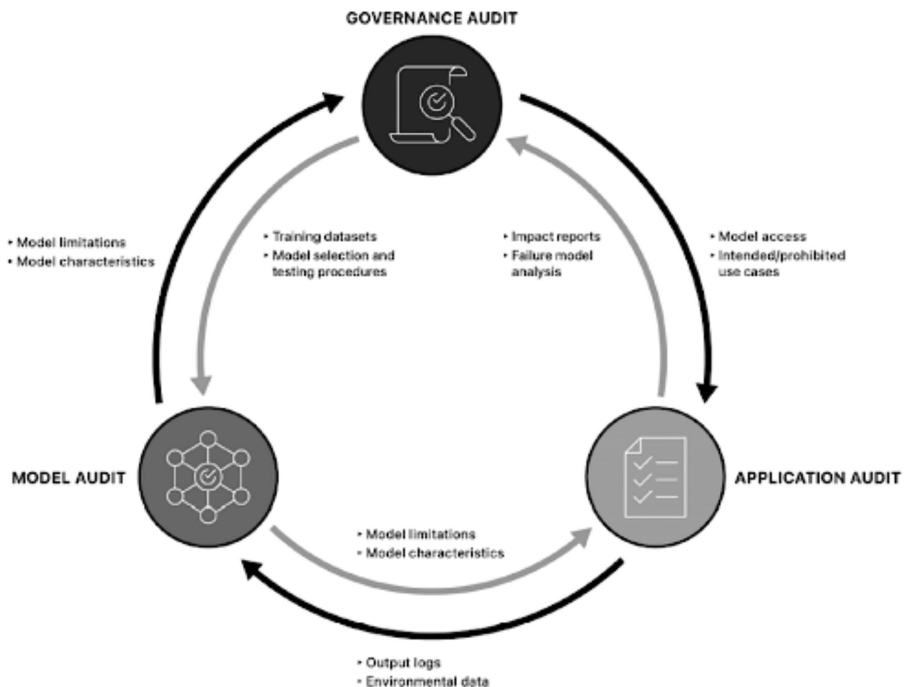 GOVERNANCE AUDIT
‣ Model limitations
‣ Model characteristics
‣ Training datasets
‣ Model selection and
testing procedures
‣ Impact reports
‣ Failure model
analysis
‣ Model access
‣ Intended/prohibited
use cases
MODEL AUDIT
APPLICATION AUDIT
‣ Model limitations
‣ Model characteristics
‣ Output logs
‣ Environmental data